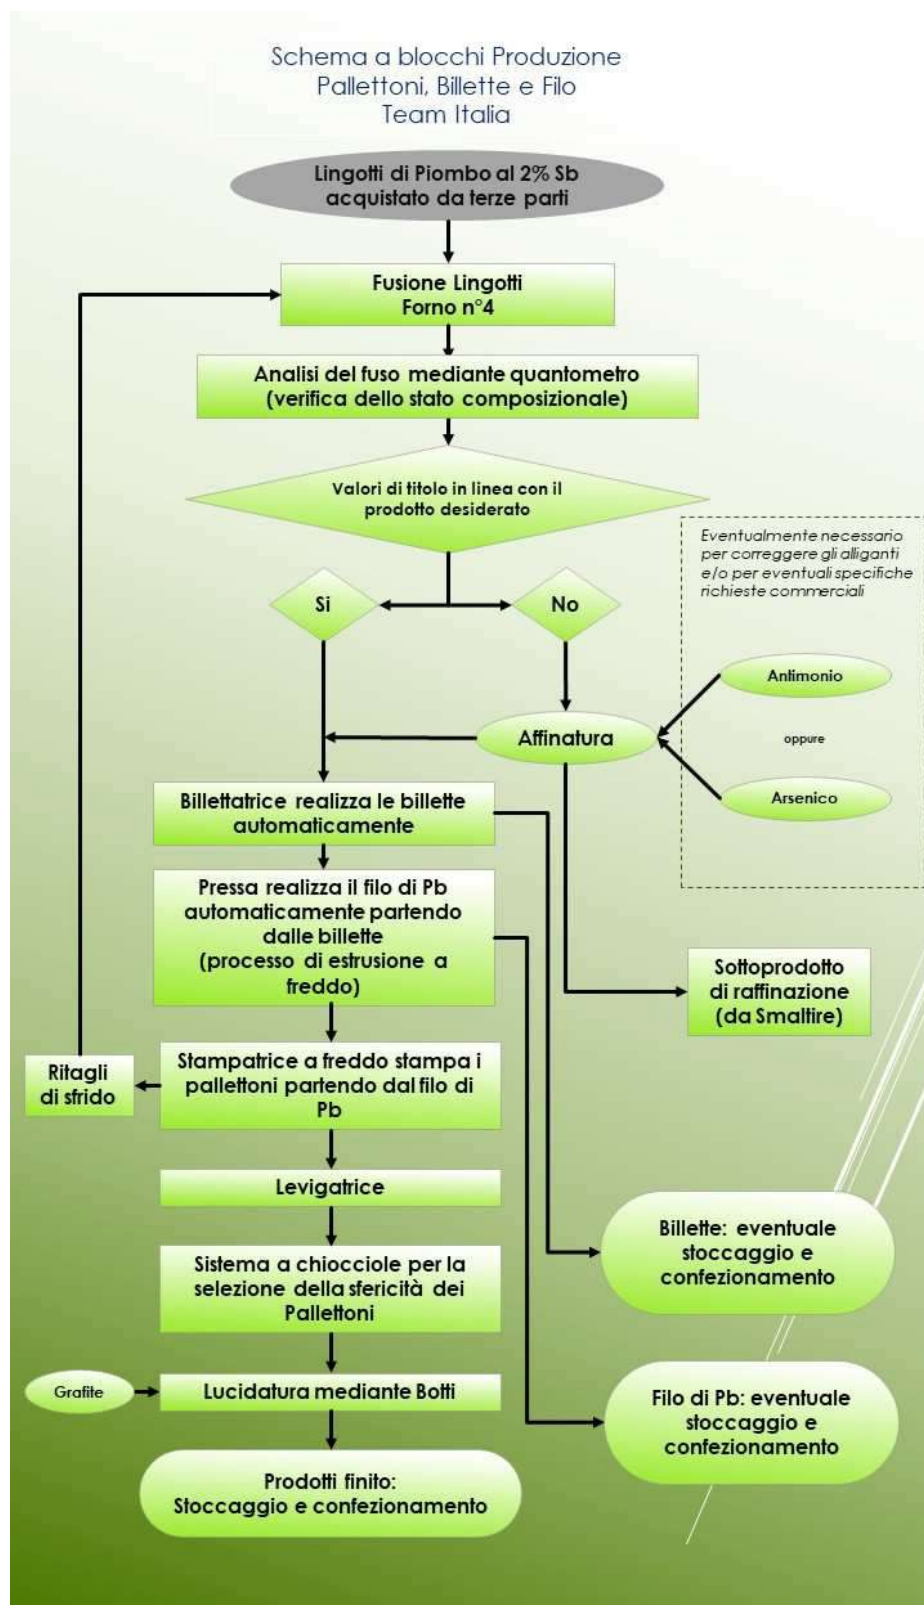 Schema a blocchi Produzione
Pallettoni, Billette e Filo
Team Italia
Lingotti di Piombo al 2% Sb
acquistato da terze parti
Fusione Lingotti
Forno n°4
Analisi del fuso mediante quantometro
(verifica dello stato composizionale)
Valori di titolo in linea con il
prodotto desiderato
Eventualmente necessario
per correggere gli alliganti
e/o per eventuali specifiche
richieste commerciali
Si
No
Antimonio
Affinatura
oppure
Arsenico
Billettatrice realizza le billette
automaticamente
Pressa realizza il filo di Pb
automaticamente partendo
dalle billette
(processo di estrusione a
freddo)
Sottoprodotto
di raffinazione
(da Smaltire)
Ritagli
di sfrido
Stampatrice a freddo stampa i
pallettoni partendo dal filo di
Pb
Levigatrice
Billette: eventuale
stoccaggio e
confezionamento
Sistema a chiocciole per la
selezione della sfericità dei
Pallettoni
Grafite
Lucidatura mediante Botti
Filo di Pb: eventuale
stoccaggio e
confezionamento
Prodotti finito:
Stoccaggio e confezionamento